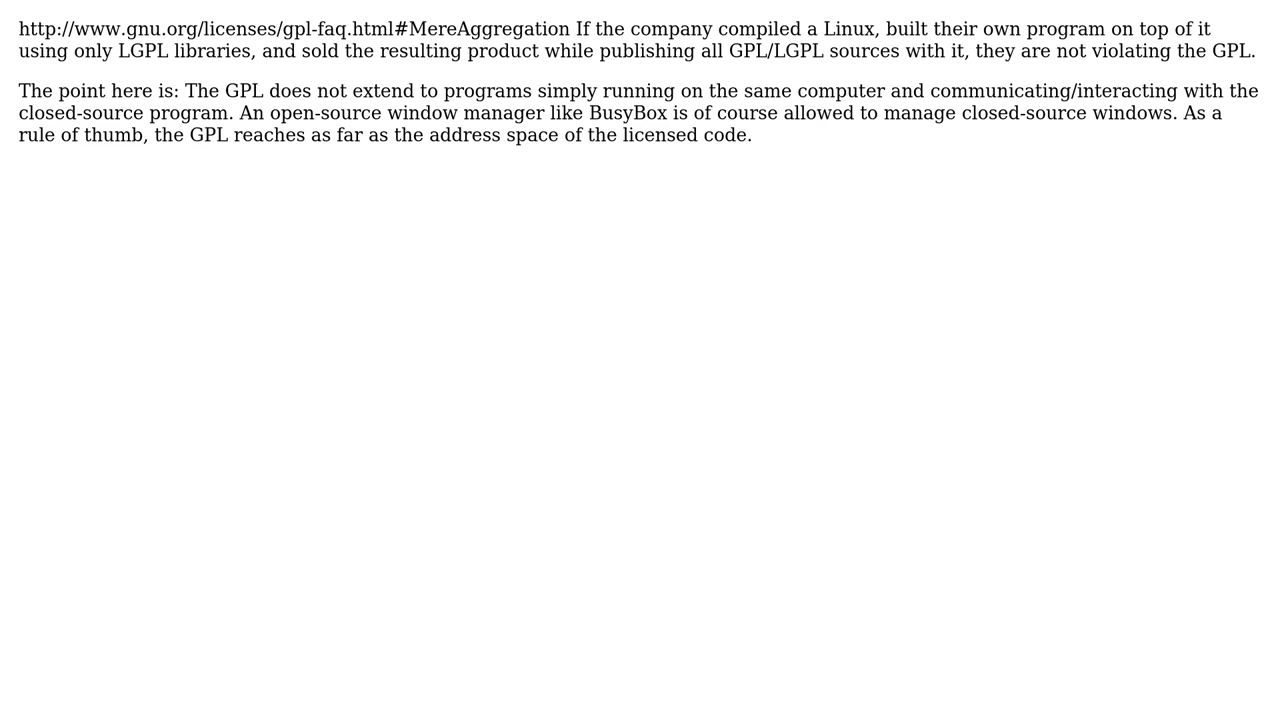 http://www.gnu.org/licenses/gpl-faq.html#MereAggregation If the company compiled a Linux, built their own program on top of it
using only LGPL libraries, and sold the resulting product while publishing all GPL/LGPL sources with it, they are not violating the GPL.
The point here is: The GPL does not extend to programs simply running on the same computer and communicating/interacting with the
closed-source program. An open-source window manager like BusyBox is of course allowed to manage closed-source windows. As a
rule of thumb, the GPL reaches as far as the address space of the licensed code.